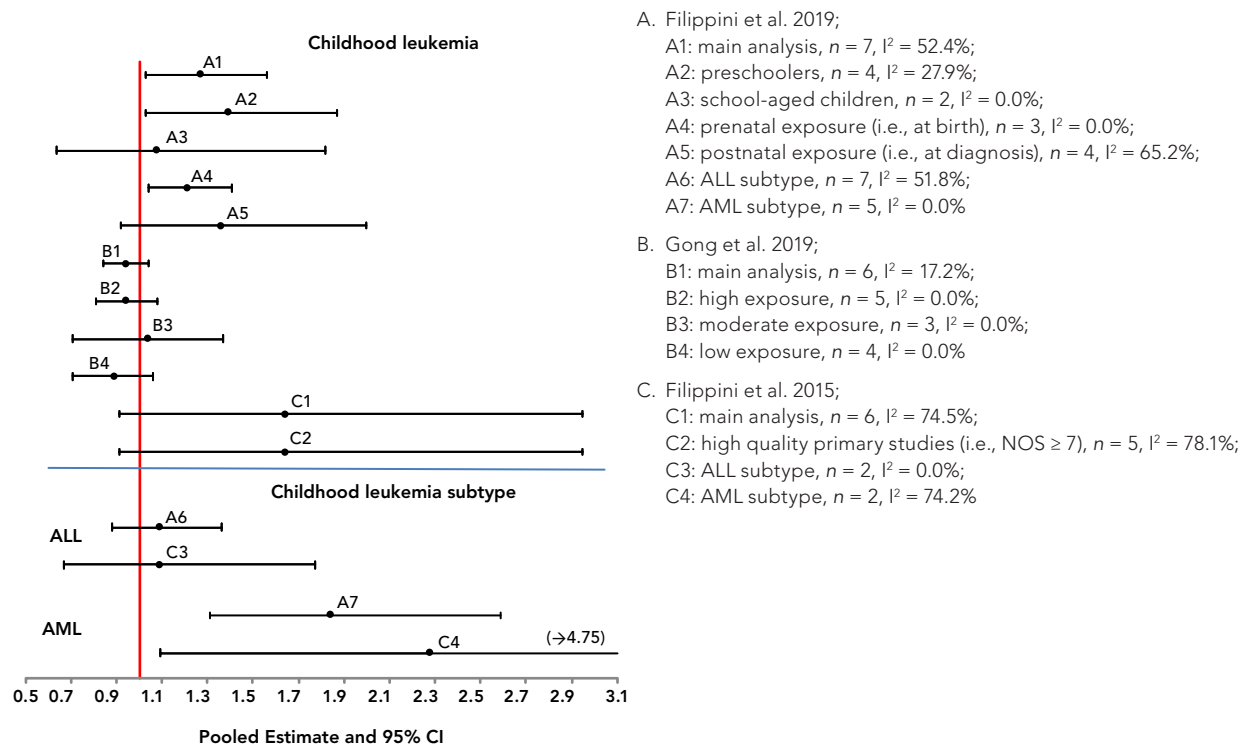 Childhood leukemia
A1
A2
A3
A4
A5
B1
B2
B3
B4
C1
C2
Childhood leukemia subtype
ALL
A6
C3
AML
A7
C4
(→4.75)
0.5 0.7 0.9 1.1 1.3 1.5 1.7 1.9 2.1 2.3 2.5 2.7 2.9 3.1
Pooled Estimate and 95% CI
A. Filippini et al. 2019;
A1: main analysis, n = 7, I² = 52.4%;
A2: preschoolers, n = 4, I² = 27.9%;
A3: school-aged children, n = 2, I² = 0.0%;
A4: prenatal exposure (i.e., at birth), n = 3, I² = 0.0%;
A5: postnatal exposure (i.e., at diagnosis), n = 4, I² = 65.2%;
A6: ALL subtype, n = 7, I² = 51.8%;
A7: AML subtype, n = 5, I² = 0.0%
B. Gong et al. 2019;
B1: main analysis, n = 6, I² = 17.2%;
B2: high exposure, n = 5, I² = 0.0%;
B3: moderate exposure, n = 3, I² = 0.0%;
B4: low exposure, n = 4, I² = 0.0%
C. Filippini et al. 2015;
C1: main analysis, n = 6, I² = 74.5%;
C2: high quality primary studies (i.e., NOS ≥ 7), n = 5, I² = 78.1%;
C3: ALL subtype, n = 2, I² = 0.0%;
C4: AML subtype, n = 2, I² = 74.2%